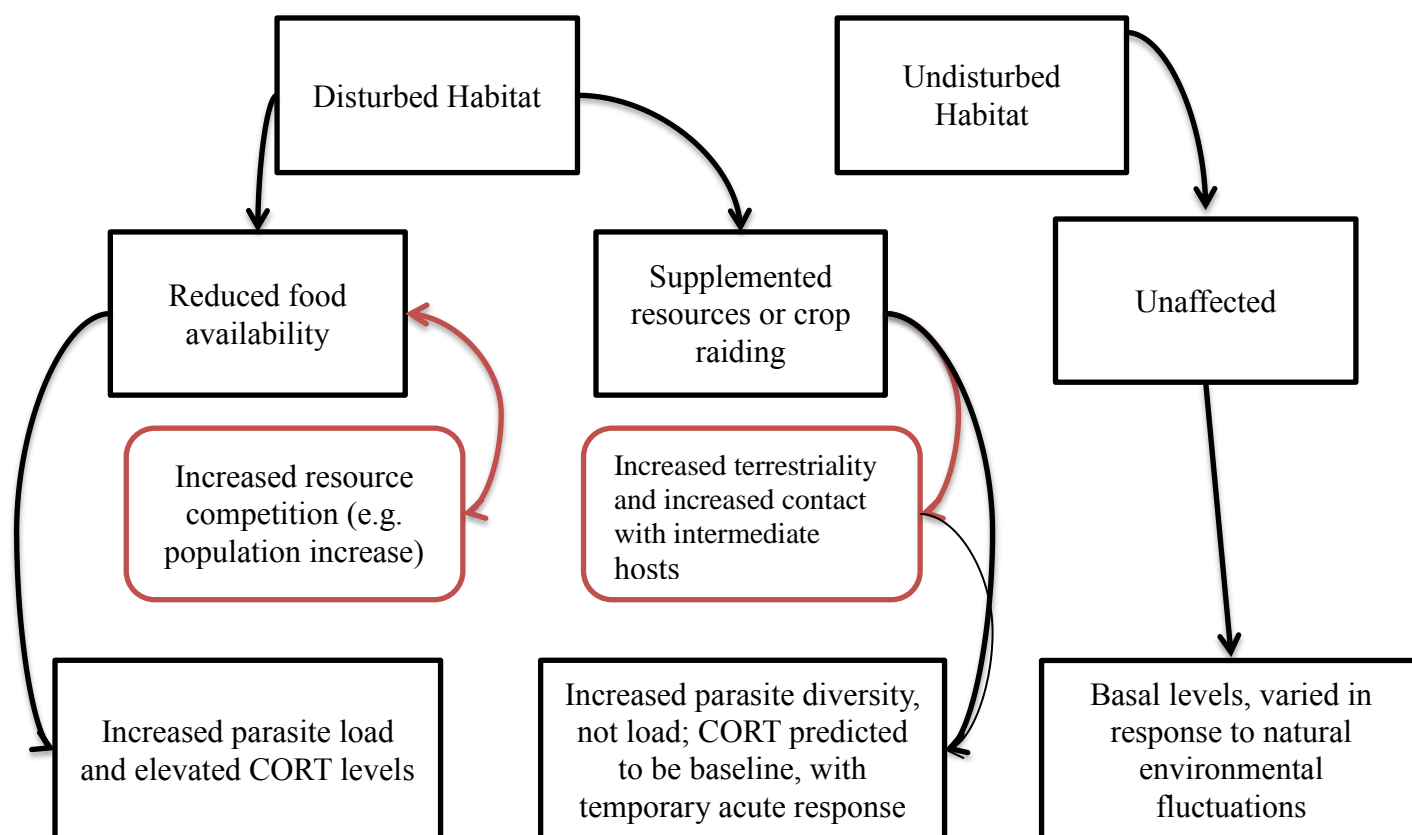 Disturbed Habitat
Undisturbed
Habitat
Reduced food
availability
Supplemented
resources or crop
raiding
Unaffected
Increased resource
competition (e.g.
population increase)
Increased terrestriality
and increased contact
with intermediate
hosts
Increased parasite load
and elevated CORT levels
Increased parasite diversity,
not load; CORT predicted
to be baseline, with
temporary acute response
Basal levels, varied in
response to natural
environmental
fluctuations